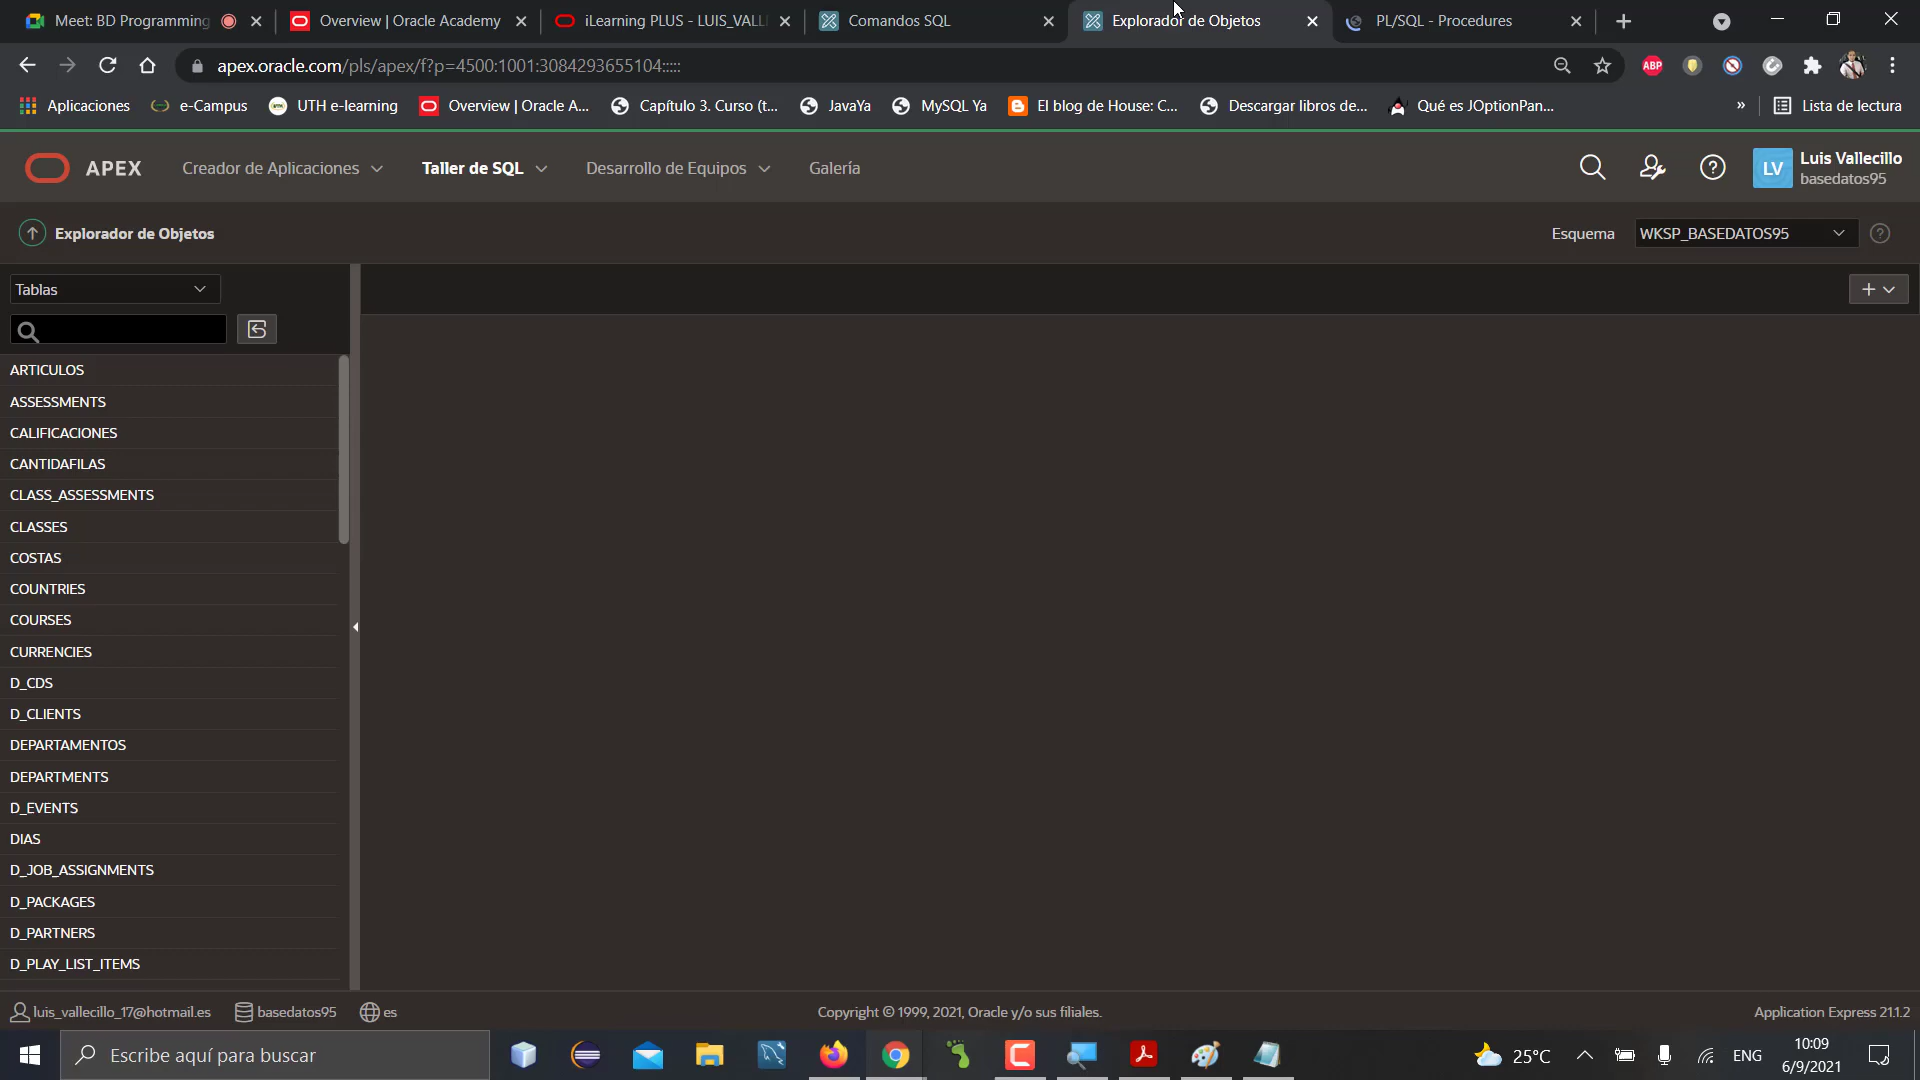 Meet: BD Programming
Overview | Oracle Academy
iLearning PLUS - LUIS_VALL
Comandos SQL
Explorador de Objetos
PL/SQL - Procedures
apex.oracle.com/pls/apex/f?p=4500:1001:3084293655104:::::
ABP
Aplicaciones
e-Campus
UTH e-learning
Overview | Oracle A...
Capítulo 3. Curso (t...
JavaYa
MySQL Ya
El blog de House: C...
Descargar libros de...
Qué es JOptionPan...
»
Lista de lectura
APEX
Creador de Aplicaciones
Taller de SQL
Desarrollo de Equipos
Galería
LV
Luis Vallecillo
basedatos95
Explorador de Objetos
Esquema
WKSP_BASEDATOS95
Tablas
ARTICULOS
ASSESSMENTS
CALIFICACIONES
CANTIDAFILAS
CLASS_ASSESSMENTS
CLASSES
COSTAS
COUNTRIES
COURSES
CURRENCIES
D_CDS
D_CLIENTS
DEPARTAMENTOS
DEPARTMENTS
D_EVENTS
DIAS
D_JOB_ASSIGNMENTS
D_PACKAGES
D_PARTNERS
D_PLAY_LIST_ITEMS
luis_vallecillo_17@hotmail.es
basedatos95
es
Copyright © 1999, 2021, Oracle y/o sus filiales.
Application Express 21.1.2
Escribe aquí para buscar
25°C
ENG
10:09
6/9/2021